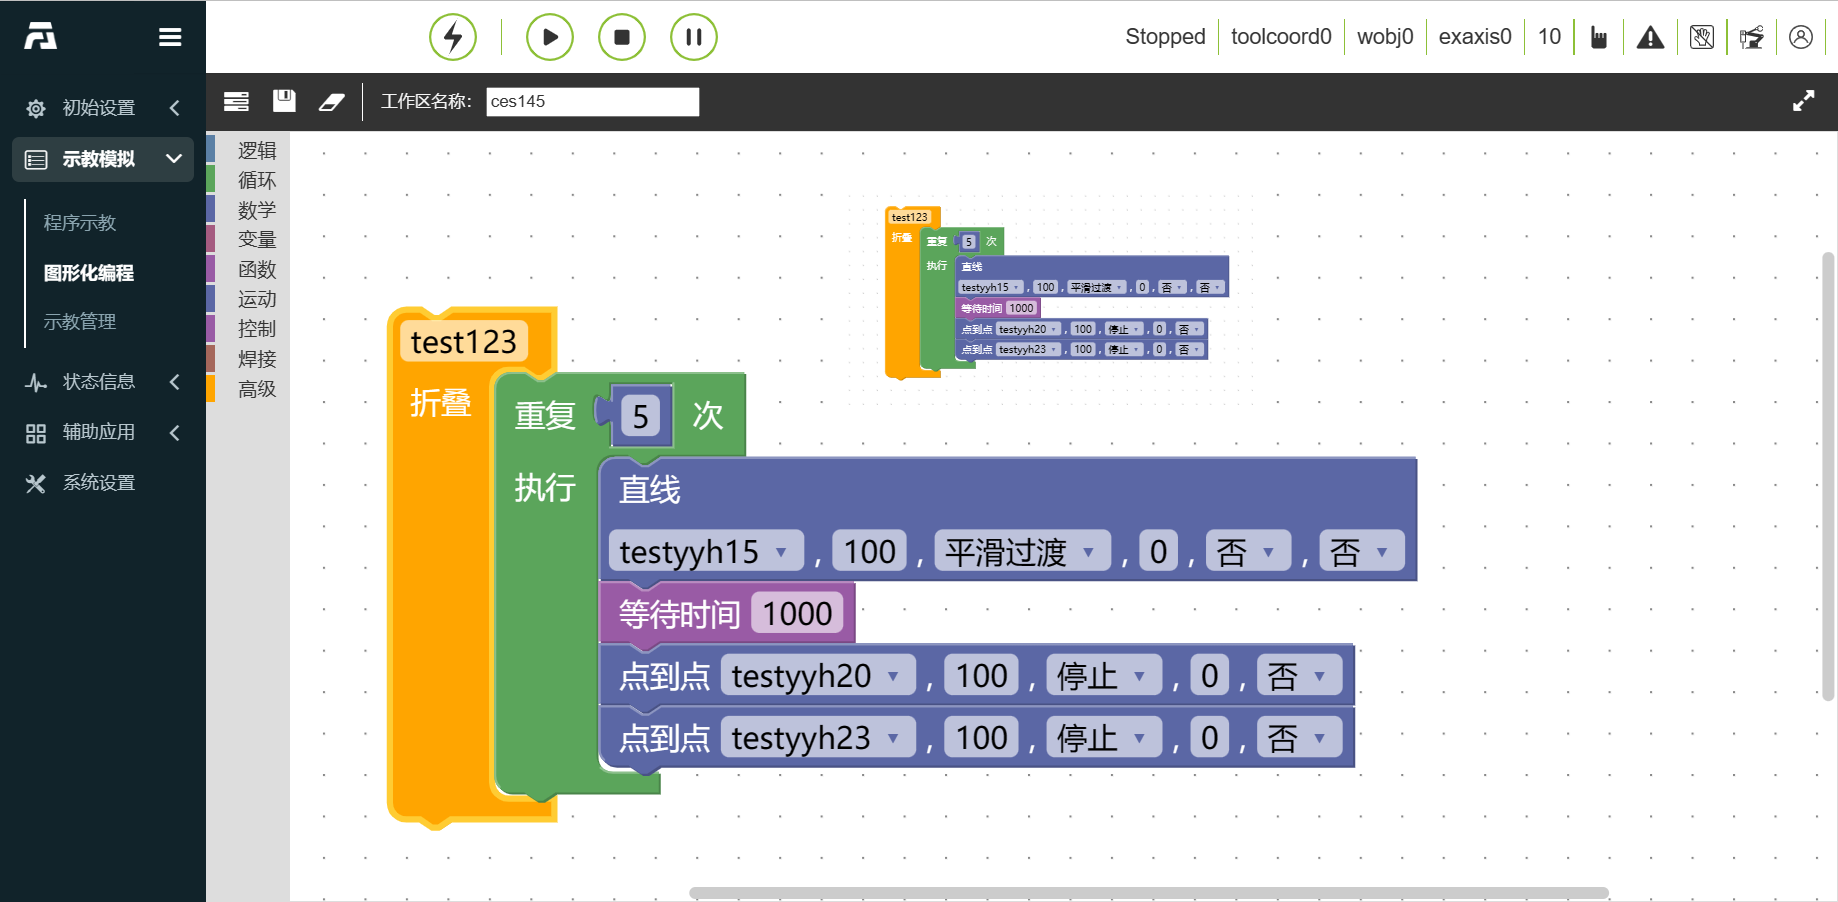 Stopped toolcoord0 wobj0 exaxis0 10
工作区名称: ces145
初始设置
示教模拟
程序示教
图形化编程
示教管理
状态信息
辅助应用
系统设置
逻辑
循环
数学
变量
函数
运动
控制
焊接
高级
test123
折叠 重复 5 次
执行 直线
testyyh15 , 100 , 平滑过渡 , 0 , 否 , 否
等待时间 1000
点到点 testyyh20 , 100 , 停止 , 0 , 否
点到点 testyyh23 , 100 , 停止 , 0 , 否
test123
折叠 重复 5 次
执行 直线
testyyh15 , 100 , 平滑过渡 , 0 , 否 , 否
等待时间 1000
点到点 testyyh20 , 100 , 停止 , 0 , 否
点到点 testyyh23 , 100 , 停止 , 0 , 否